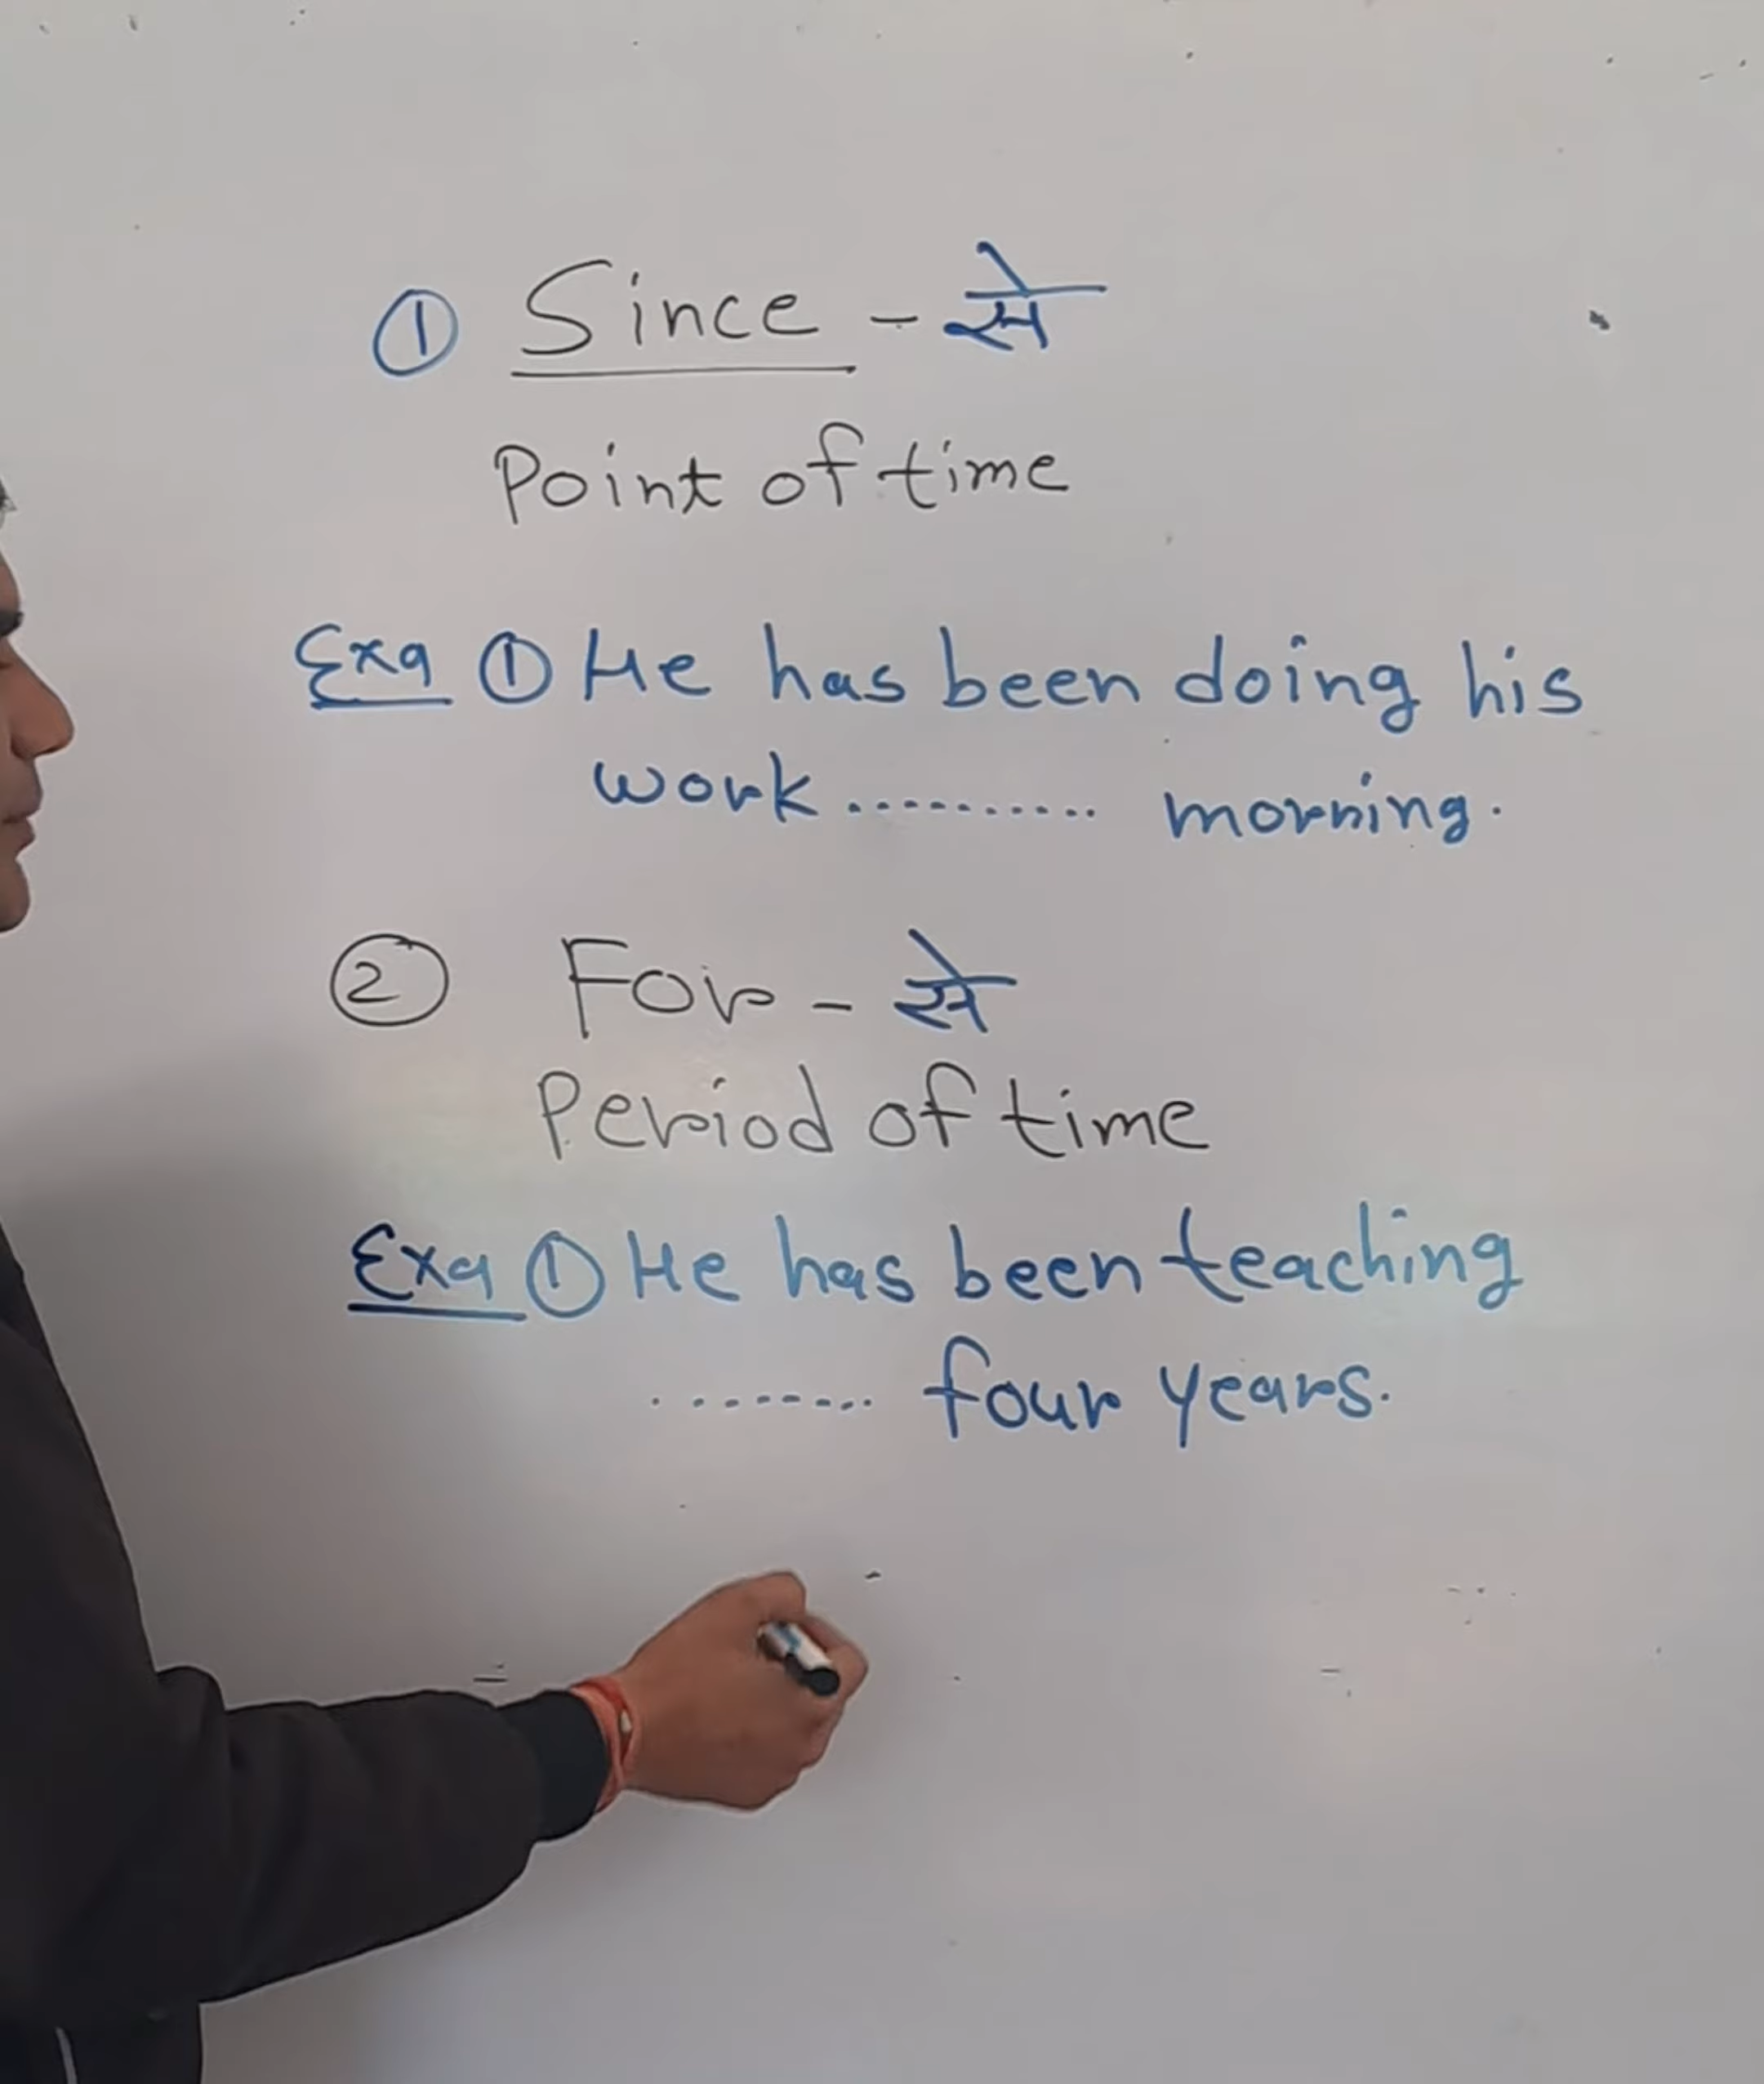 ① Since - से
Point of time
Exa ① He has been doing his
work .......... morning.
② For - से
Period of time
Exa ① He has been teaching
........ four years.